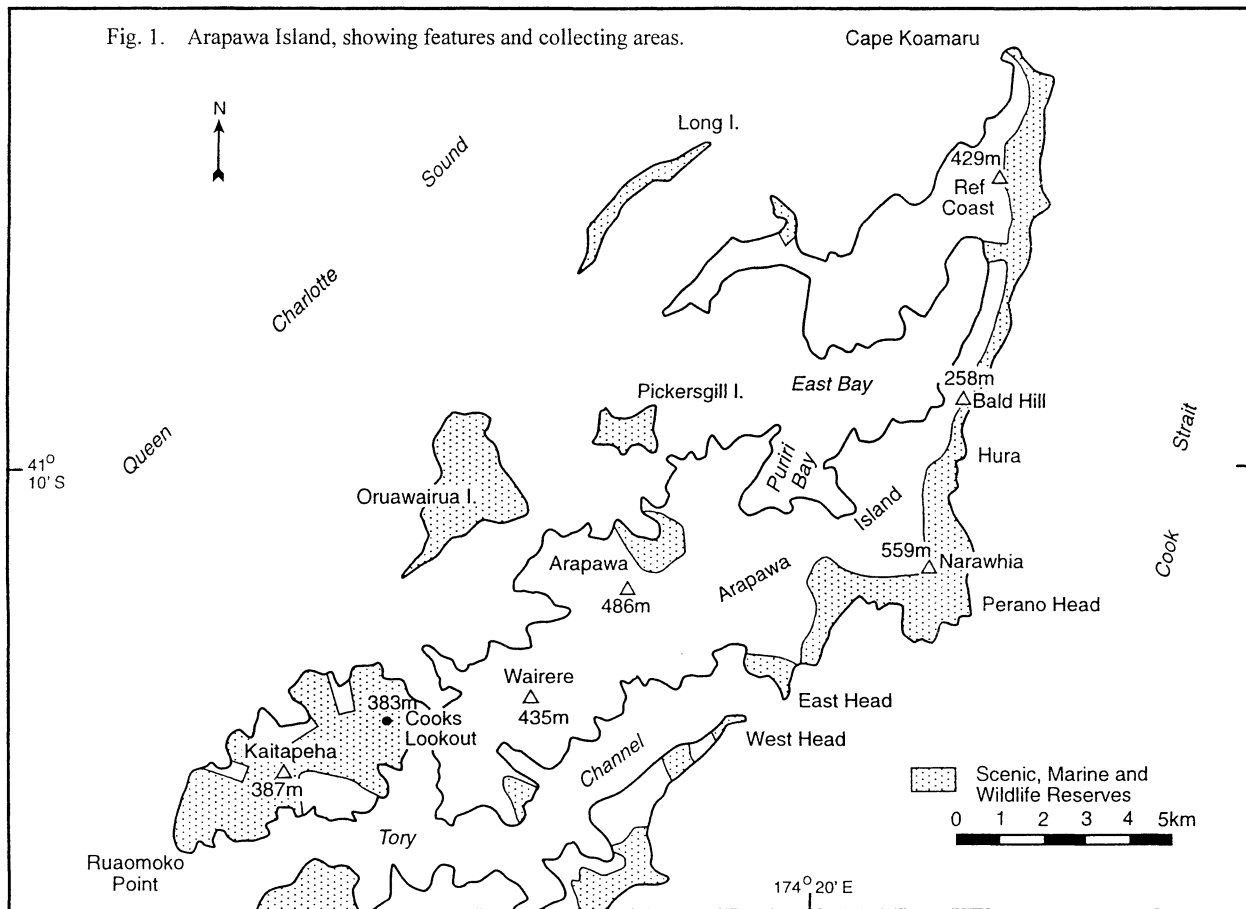 Fig. 1. Arapawa Island, showing features and collecting areas.
Cape Koamaru
N
Long I.
Sound
429m
Ref
Coast
Charlotte
East Bay
258m
Bald Hill
Pickersgill I.
Strait
Queen
Hura
41°
10' S
Puriri
Bay
Oruawairua I.
Island
Cook
559m
Narawhia
Arapawa
486m
Arapawa
Perano Head
Wairere
435m
East Head
383m
Cooks
Lookout
West Head
Kaitapeha
387m
Channel
Scenic, Marine and
Wildlife Reserves
0 1 2 3 4 5km
Tory
Ruaomoko
Point
174° 20' E